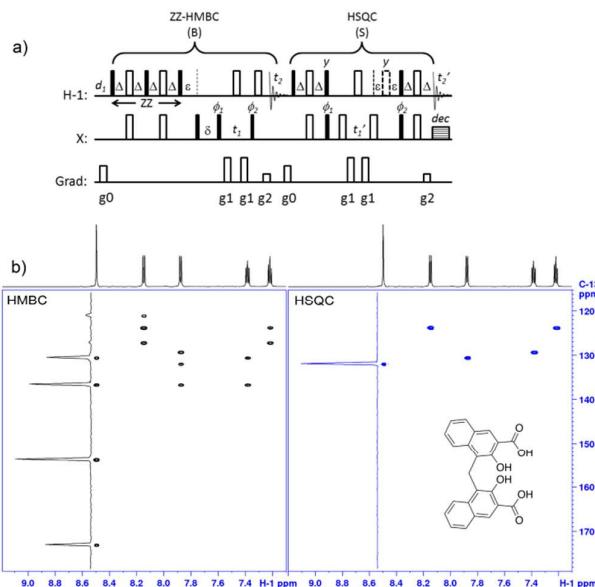 a)
ZZ-HMBC
(B)
HSQC
(S)
y y
H-1: d1 Δ Δ Δ Δ ε t2 Δ Δ ε ε Δ Δ t2'
ZZ
ϕ1 ϕ2 ϕ1 ϕ2 dec
X: δ t1 t1'
Grad:
g0 g1 g1 g2 g0 g1 g1 g2
b)
C-13
ppm
HMBC HSQC
120
130
140
150
160
170
O
OH
OH
OH
OH
O
9.0 8.8 8.6 8.4 8.2 8.0 7.8 7.6 7.4 H-1 ppm 9.0 8.8 8.6 8.4 8.2 8.0 7.8 7.6 7.4 H-1 ppm